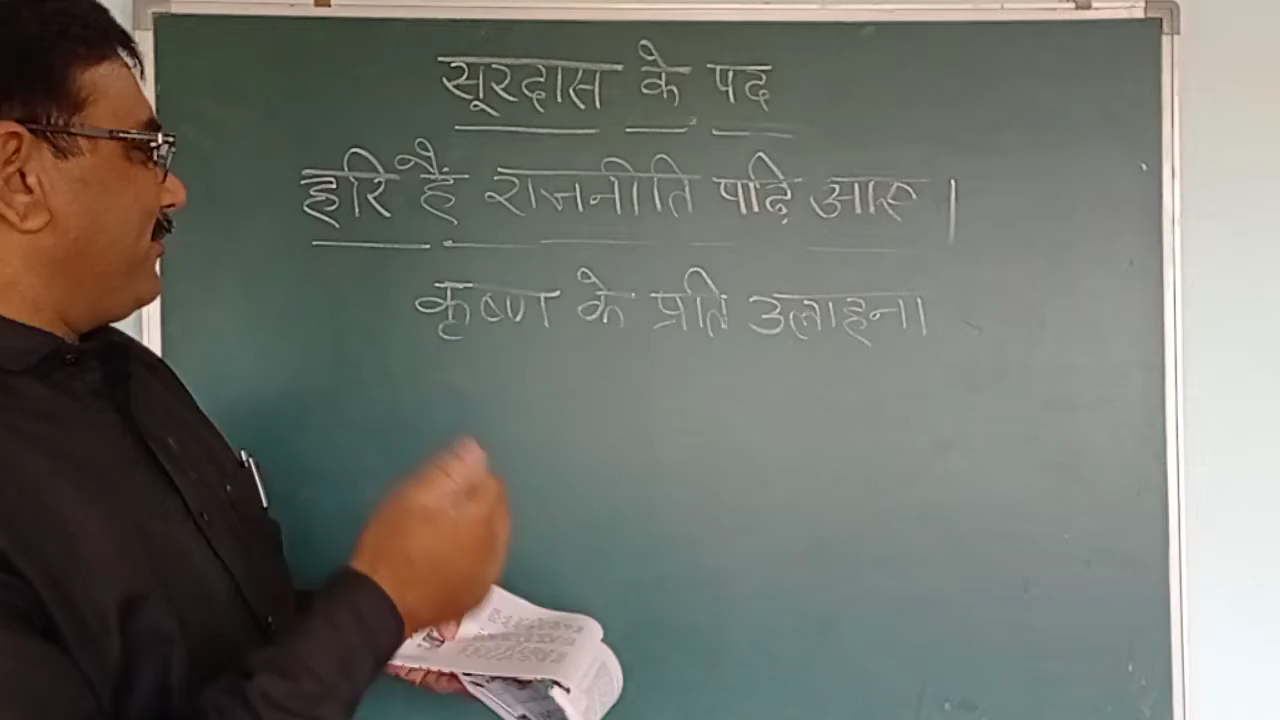 सूरदास के पद
हरि हैं राजनीति पढ़ि आए।
कृष्ण के प्रति उलाहना